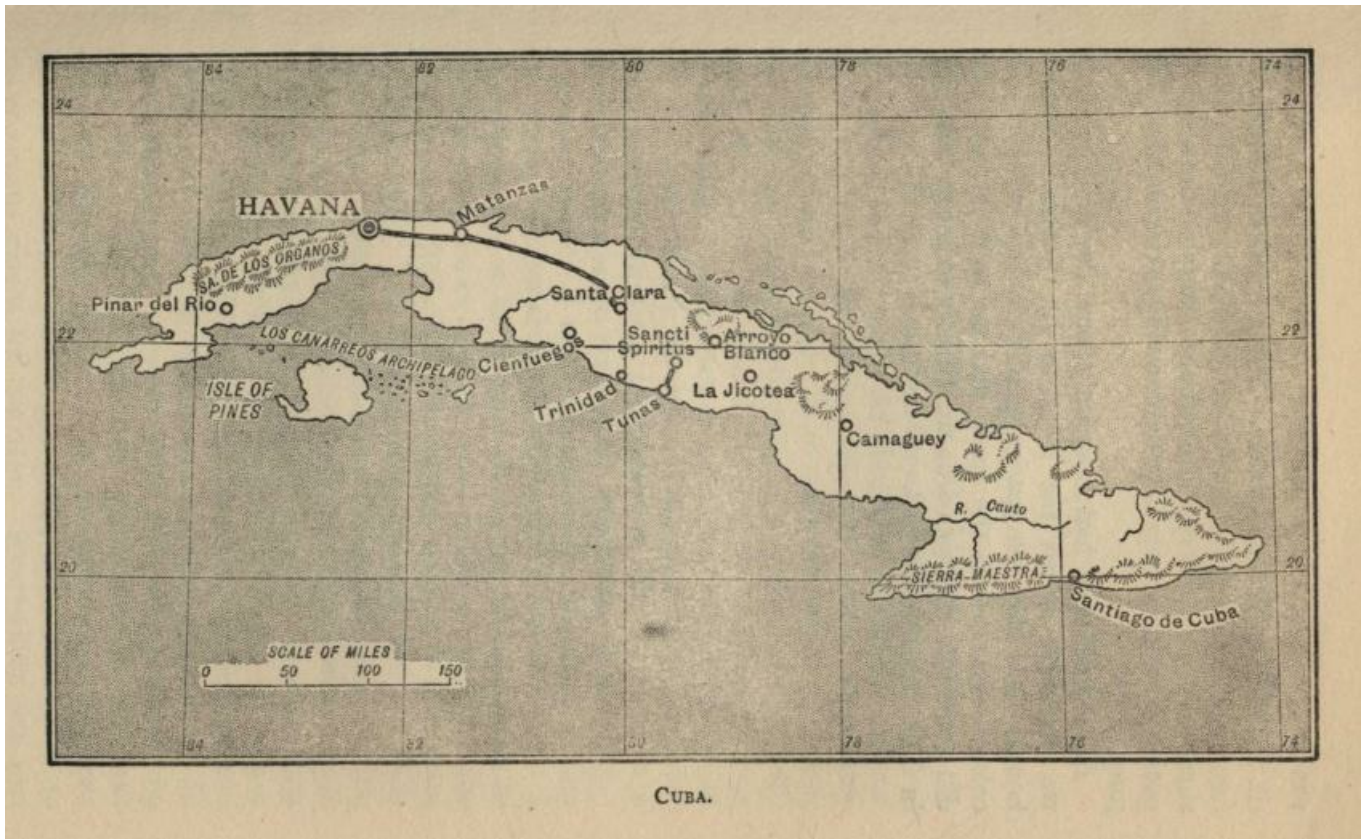 84 82 80 78 76 74
24 24
HAVANA
Matanzas
SA. DE LOS ORGANOS
Pinar del Rio
Santa Clara
22 22
LOS CANARREOS ARCHIPELAGO
Cienfuegos
Sancti
Spiritus
Arroyo
Blanco
ISLE OF
PINES
Trinidad
Tunas
La Jicotea
Camaguey
R. Cauto
20 20
SIERRA MAESTRA
Santiago de Cuba
SCALE OF MILES
0 50 100 150
84 82 80 78 76 74
CUBA.